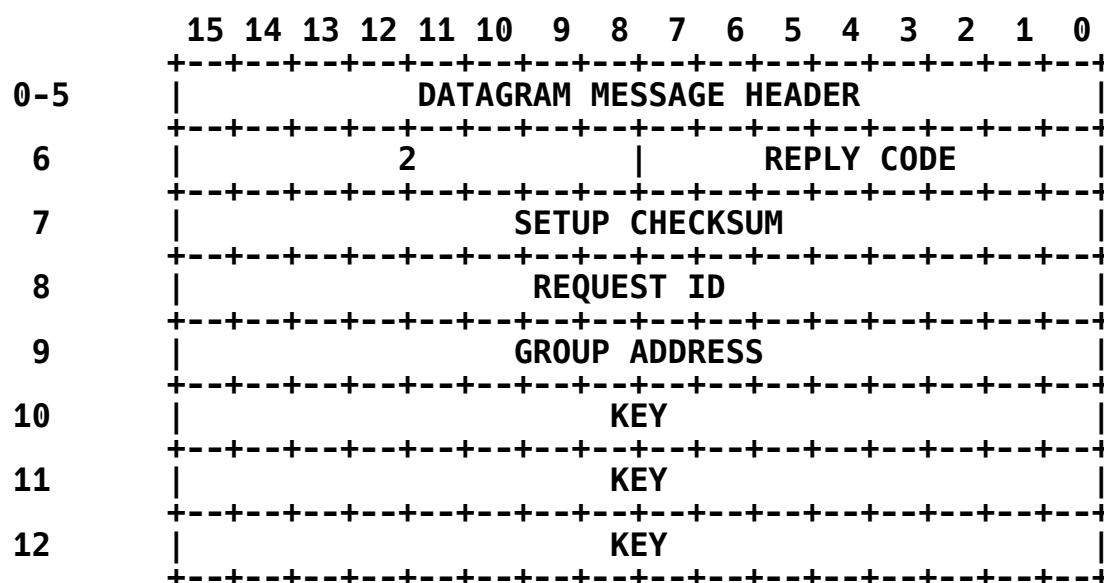 15 14 13 12 11 10 9 8 7 6 5 4 3 2 1 0
+--+--+--+--+--+--+--+--+--+--+--+--+--+--+--+--+
0-5 | DATAGRAM MESSAGE HEADER |
+--+--+--+--+--+--+--+--+--+--+--+--+--+--+--+--+
6 | 2 | REPLY CODE |
+--+--+--+--+--+--+--+--+--+--+--+--+--+--+--+--+
7 | SETUP CHECKSUM |
+--+--+--+--+--+--+--+--+--+--+--+--+--+--+--+--+
8 | REQUEST ID |
+--+--+--+--+--+--+--+--+--+--+--+--+--+--+--+--+
9 | GROUP ADDRESS |
+--+--+--+--+--+--+--+--+--+--+--+--+--+--+--+--+
10 | KEY |
+--+--+--+--+--+--+--+--+--+--+--+--+--+--+--+--+
11 | KEY |
+--+--+--+--+--+--+--+--+--+--+--+--+--+--+--+--+
12 | KEY |
+--+--+--+--+--+--+--+--+--+--+--+--+--+--+--+--+